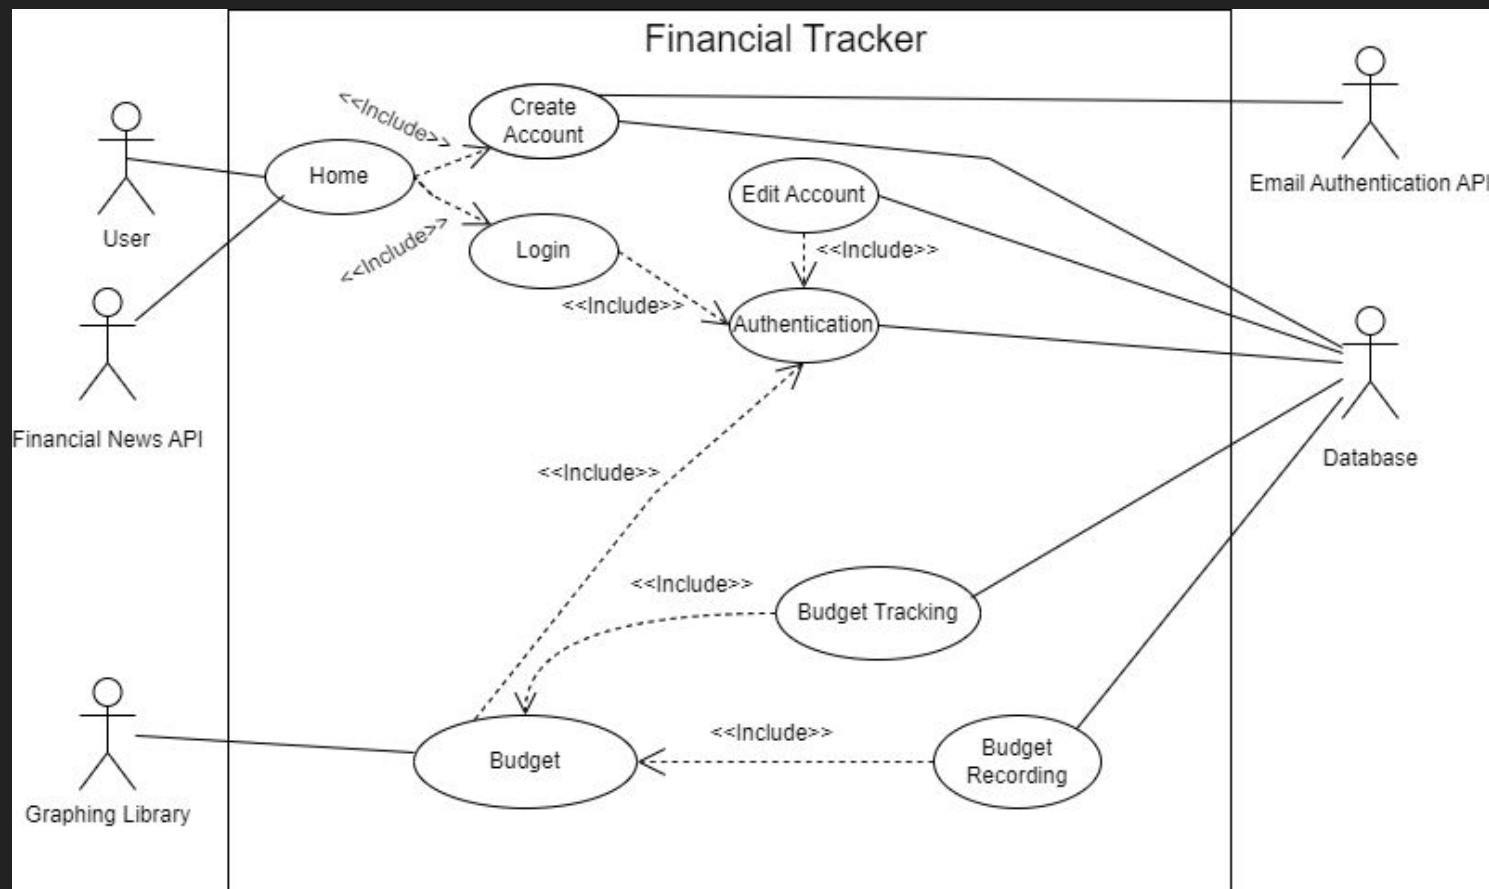 Financial Tracker
<<Include>>
Create
Account
Home
Edit Account
Email Authentication API
User
Login
<<Include>>
<<Include>>
<<Include>>
Authentication
Financial News API
Database
<<Include>>
<<Include>>
Budget Tracking
<<Include>>
Budget
Budget
Recording
Graphing Library